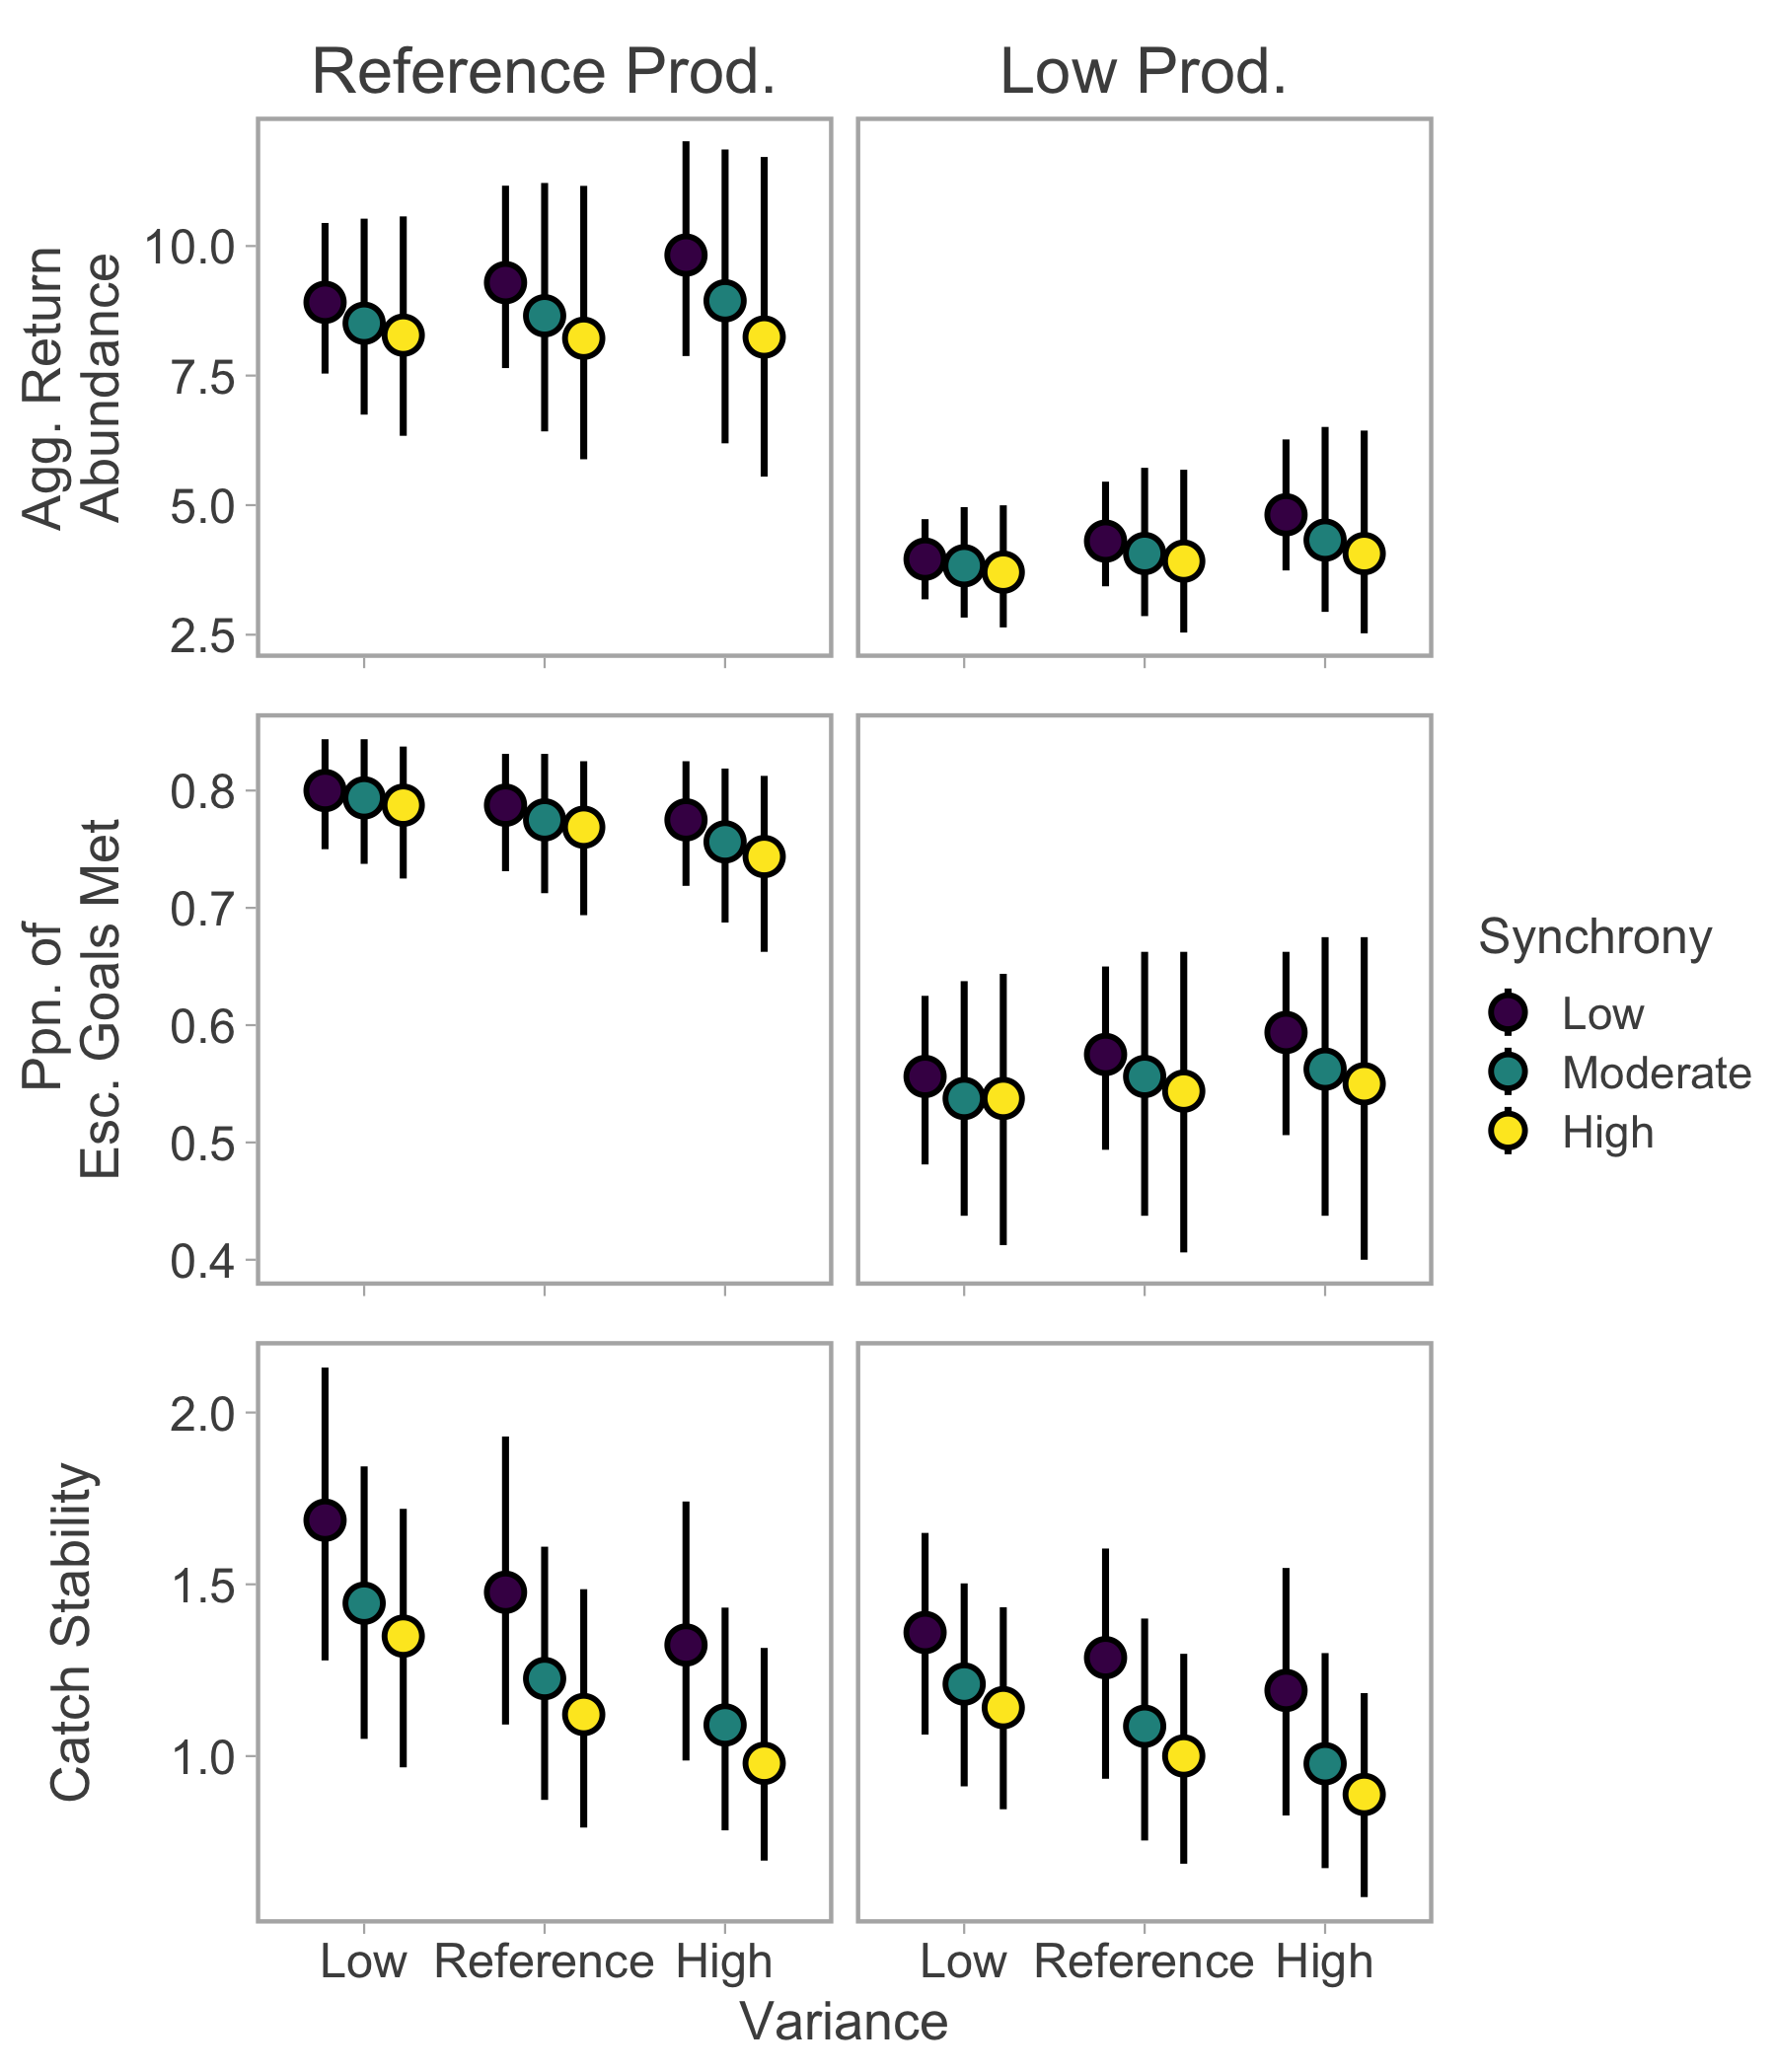 Reference Prod.
Low Prod.
Agg. Return
Abundance
10.0
7.5
5.0
2.5
Ppn. of
Esc. Goals Met
0.8
0.7
0.6
0.5
0.4
Synchrony
Low
Moderate
High
Catch Stability
2.0
1.5
1.0
Low
Reference
High
Low
Reference
High
Variance